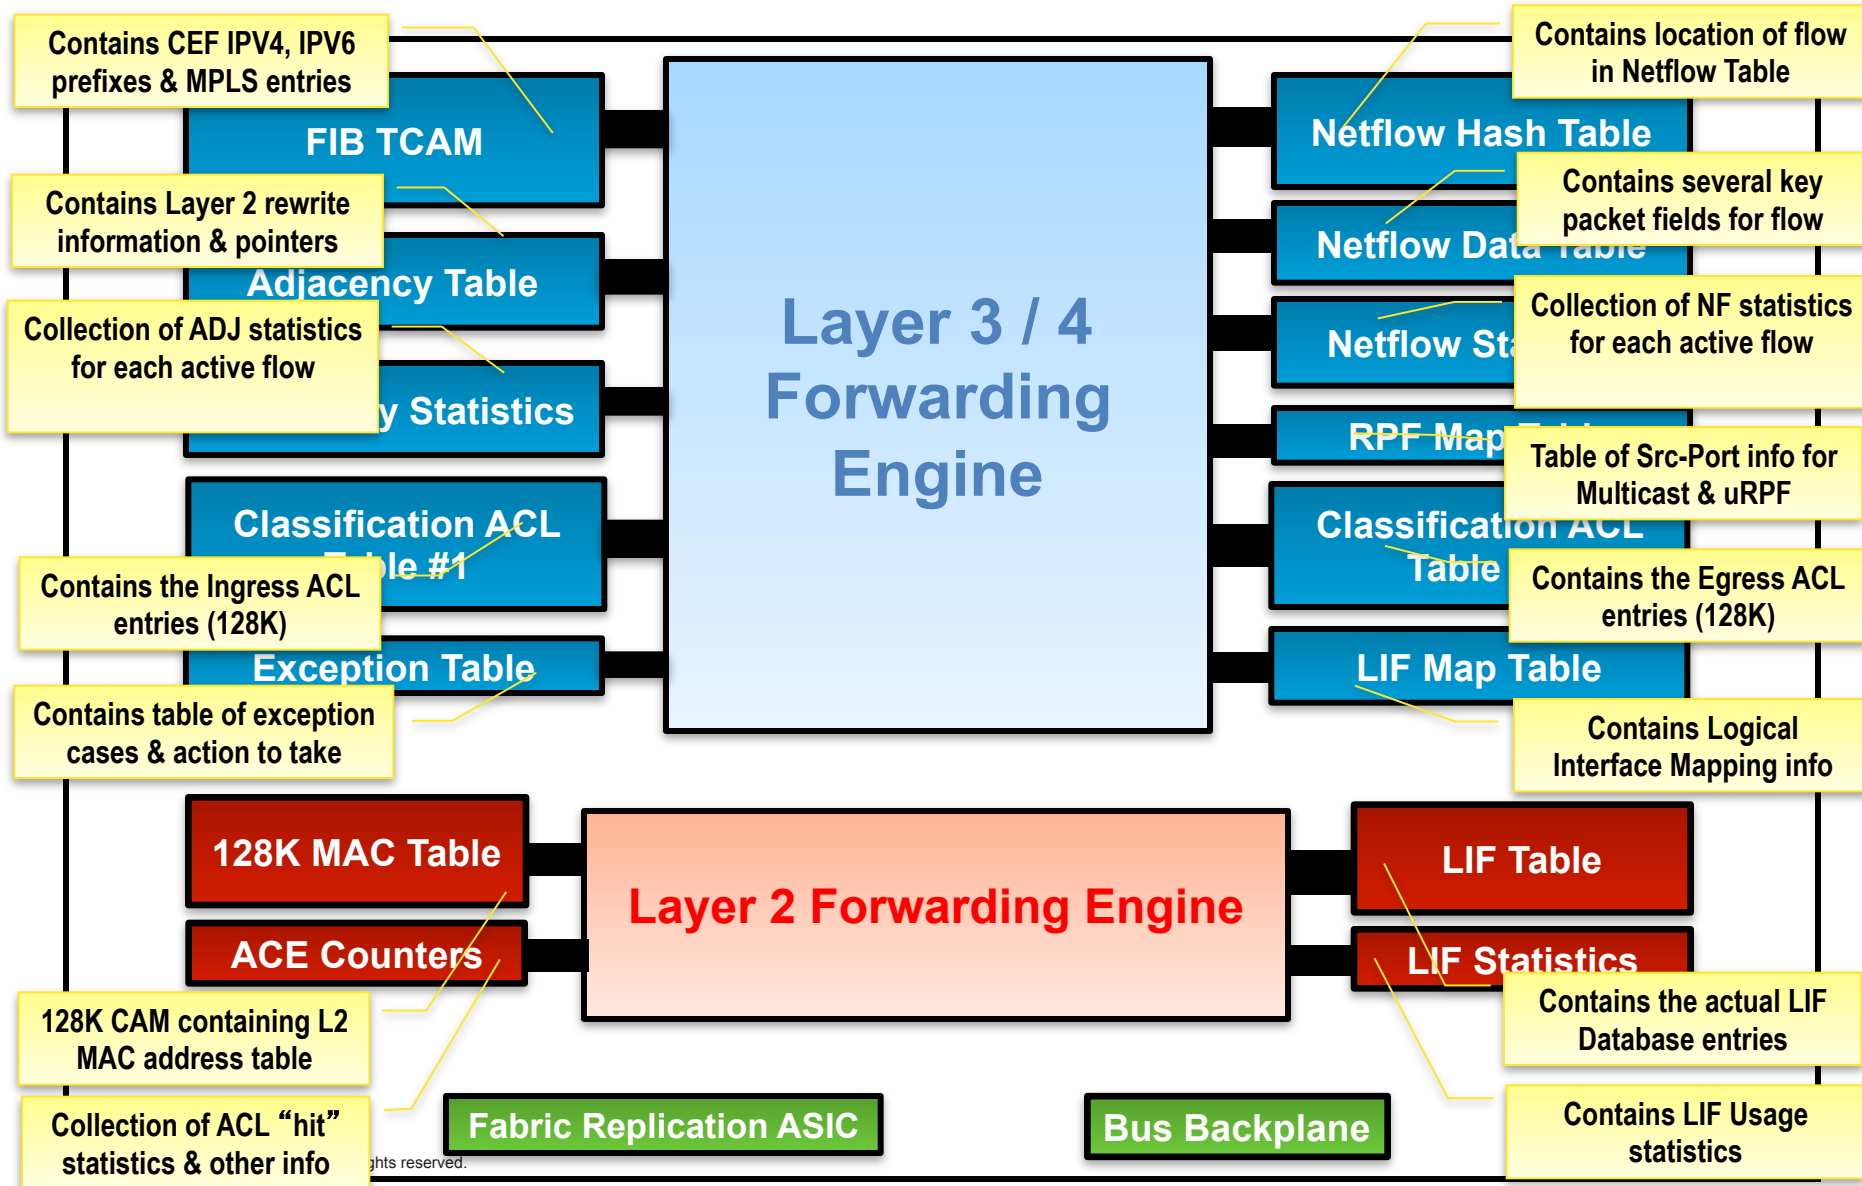 Contains CEF IPV4, IPV6
prefixes & MPLS entries
FIB TCAM
Contains Layer 2 rewrite
information & pointers
Adjacency Table
Collection of ADJ statistics
for each active flow
Statistics
Classification ACL
#1
Contains the Ingress ACL
entries (128K)
Exception Table
Contains table of exception
cases & action to take
Layer 3 / 4
Forwarding
Engine
Contains location of flow
in Netflow Table
Netflow Hash Table
Contains several key
packet fields for flow
Netflow Data Table
Collection of NF statistics
for each active flow
Netflow
RPF Map
Table of Src-Port info for
Multicast & uRPF
Classification ACL
Table
Contains the Egress ACL
entries (128K)
LIF Map Table
Contains Logical
Interface Mapping info
128K MAC Table
ACE Counters
128K CAM containing L2
MAC address table
Collection of ACL “hit”
statistics & other info
Layer 2 Forwarding Engine
LIF Table
LIF Statistics
Contains the actual LIF
Database entries
Contains LIF Usage
statistics
Fabric Replication ASIC
Bus Backplane
reserved.